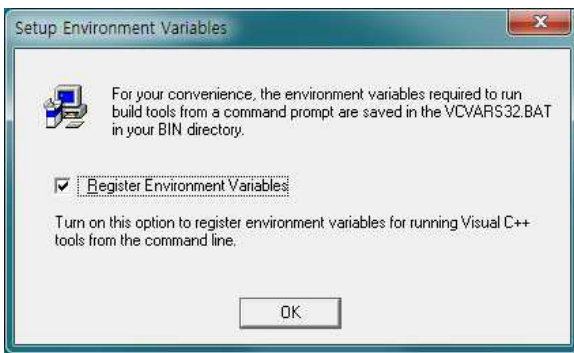 Setup Environment Variables
For your convenience, the environment variables required to run
build tools from a command prompt are saved in the VCVARS32.BAT
in your BIN directory.
Register Environment Variables
Turn on this option to register environment variables for running Visual C++
tools from the command line.
OK